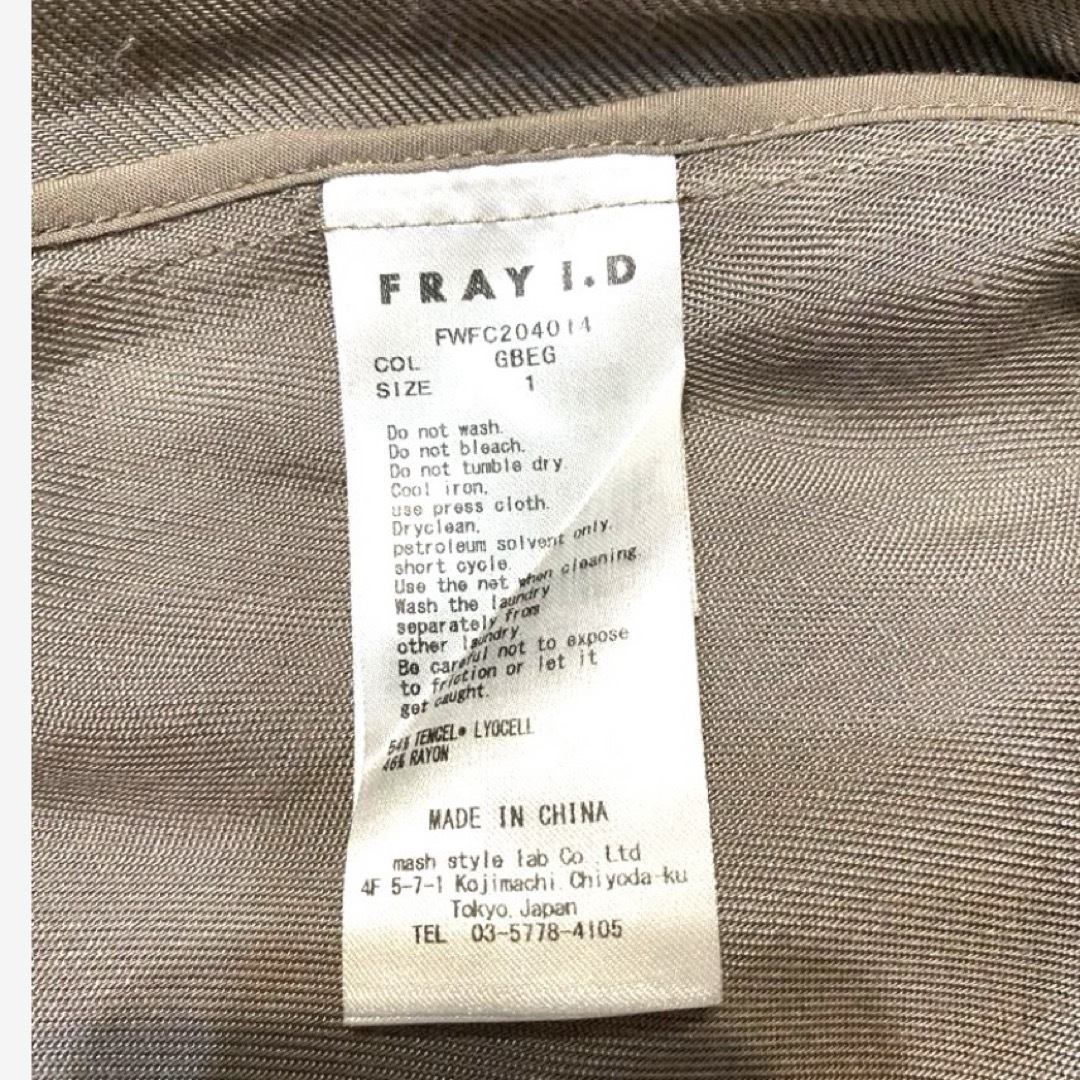 FRAY I.D
FWFC204014
COL GBEG
SIZE 1
Do not wash.
Do not bleach.
Do not tumble dry.
Cool iron.
use press cloth.
Dryclean.
petroleum solvent only.
short cycle.
Use the net when cleaning.
Wash the laundry
separately from
other laundry.
Be careful not to expose
to friction or let it
get caught.
54% TENCEL® LYOCELL
46% RAYON
MADE IN CHINA
mash style lab Co.,Ltd
4F 5-7-1 Kojimachi,Chiyoda-ku
Tokyo,Japan
TEL 03-5778-4105